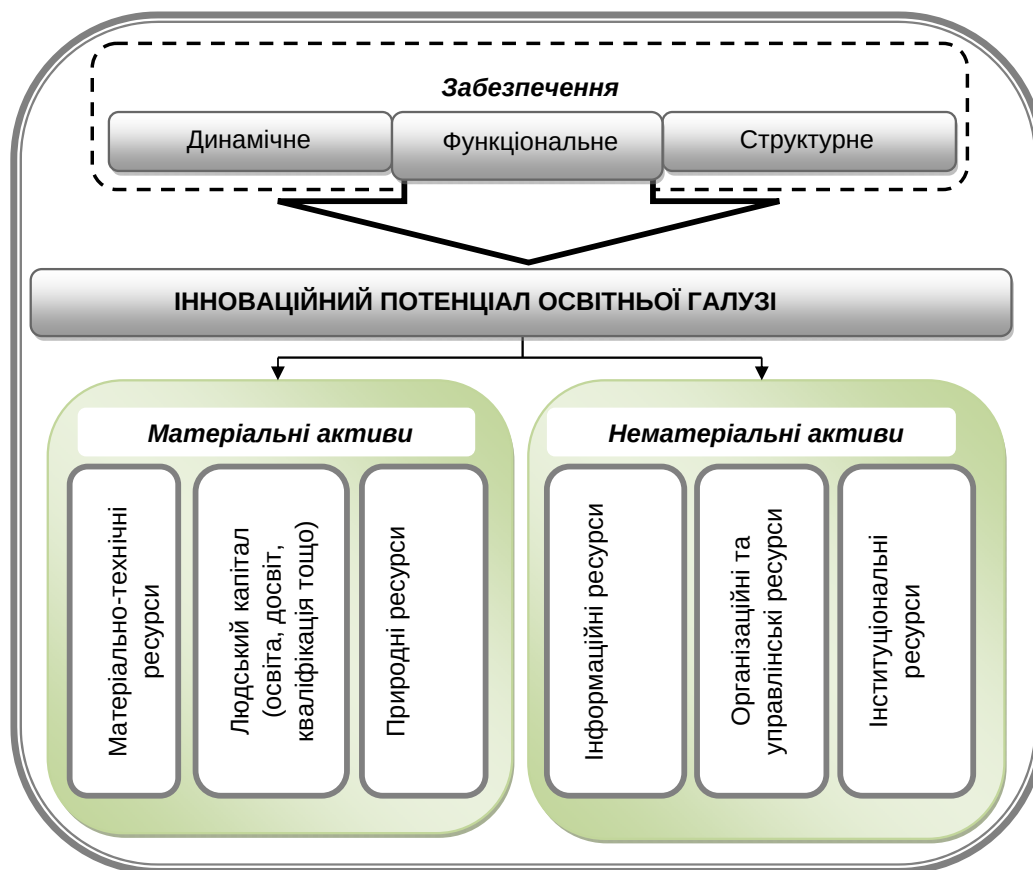 Забезпечення
Динамічне
Функціональне
Структурне
ІННОВАЦІЙНИЙ ПОТЕНЦІАЛ ОСВІТНЬОЇ ГАЛУЗІ
Матеріальні активи
Матеріально-технічні
ресурси
Людський капітал
(освіта, досвіт,
кваліфікація тощо)
Природні ресурси
Нематеріальні активи
Інформаційні ресурси
Організаційні та
управлінські ресурси
Інституціональні
ресурси